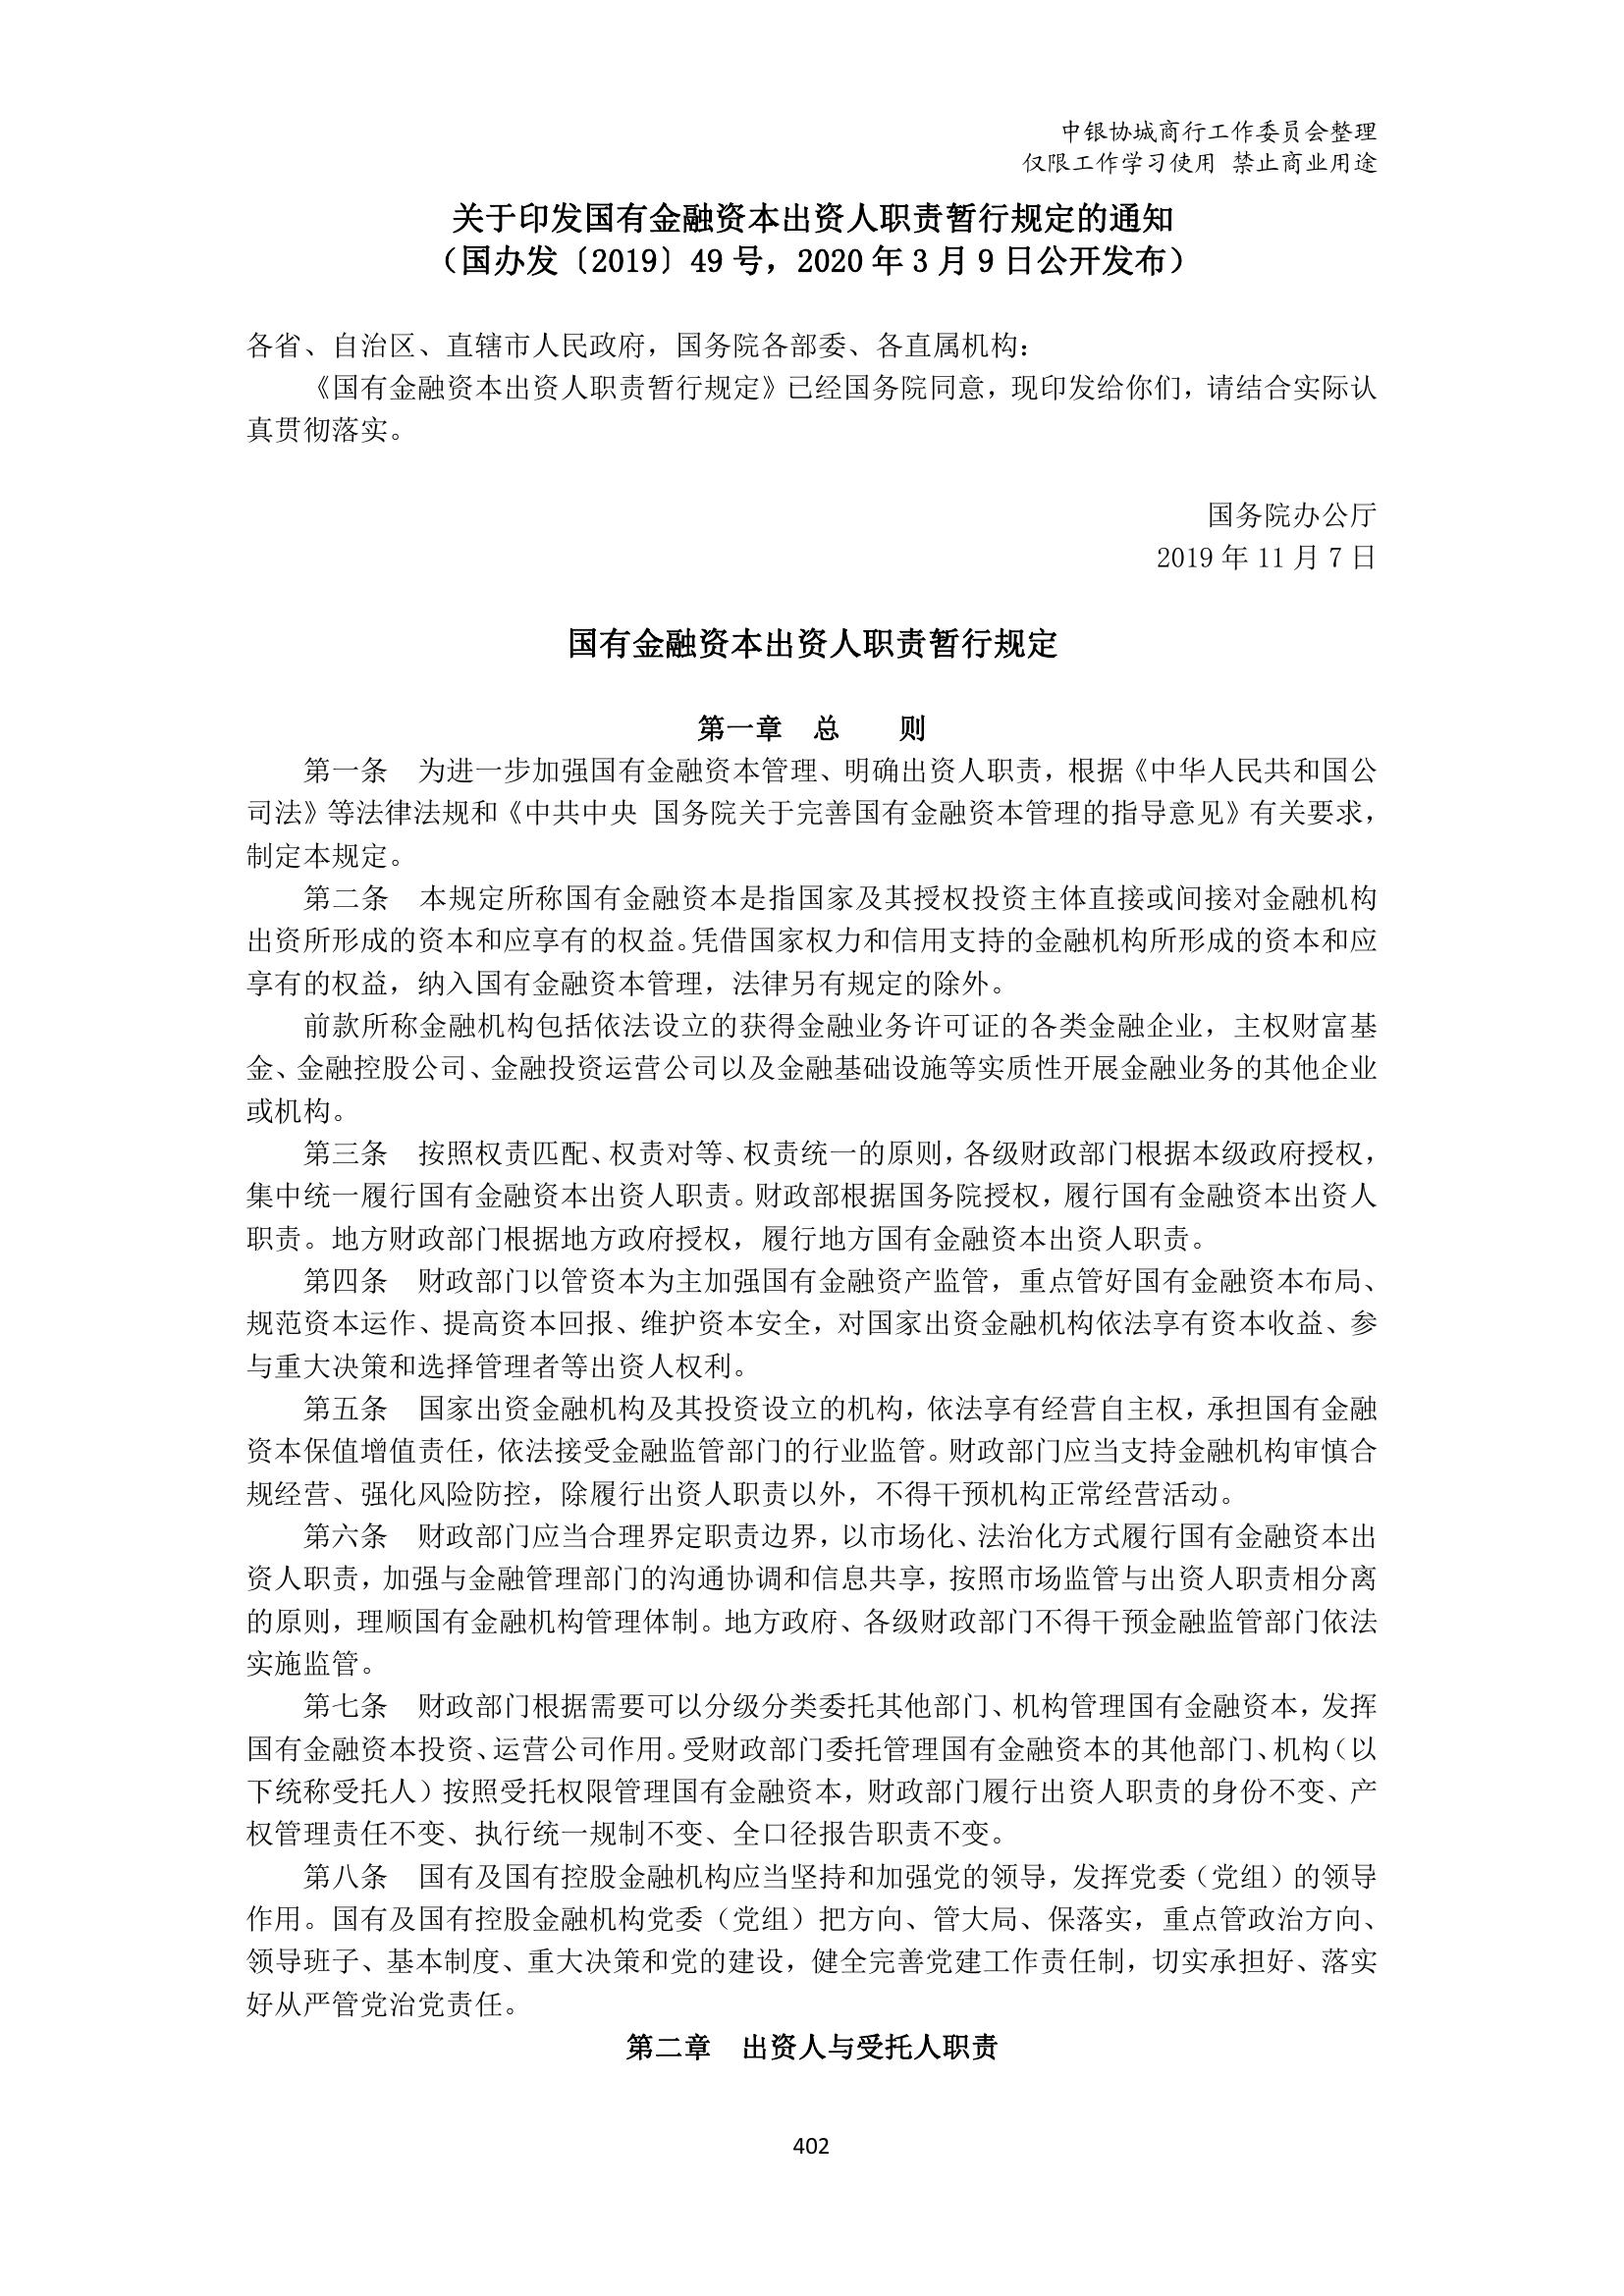 中银协城商行工作委员会整理
仅限工作学习使用 禁止商业用途
关于印发国有金融资本出资人职责暂行规定的通知
（国办发〔2019〕49 号，2020 年 3 月 9 日公开发布）
各省、自治区、直辖市人民政府，国务院各部委、各直属机构：
《国有金融资本出资人职责暂行规定》已经国务院同意，现印发给你们，请结合实际认
真贯彻落实。
国务院办公厅
2019 年 11 月 7 日
国有金融资本出资人职责暂行规定
第一章　总　　则
第一条　为进一步加强国有金融资本管理、明确出资人职责，根据《中华人民共和国公
司法》等法律法规和《中共中央 国务院关于完善国有金融资本管理的指导意见》有关要求，
制定本规定。
第二条　本规定所称国有金融资本是指国家及其授权投资主体直接或间接对金融机构
出资所形成的资本和应享有的权益。凭借国家权力和信用支持的金融机构所形成的资本和应
享有的权益，纳入国有金融资本管理，法律另有规定的除外。
前款所称金融机构包括依法设立的获得金融业务许可证的各类金融企业，主权财富基
金、金融控股公司、金融投资运营公司以及金融基础设施等实质性开展金融业务的其他企业
或机构。
第三条　按照权责匹配、权责对等、权责统一的原则，各级财政部门根据本级政府授权，
集中统一履行国有金融资本出资人职责。财政部根据国务院授权，履行国有金融资本出资人
职责。地方财政部门根据地方政府授权，履行地方国有金融资本出资人职责。
第四条　财政部门以管资本为主加强国有金融资产监管，重点管好国有金融资本布局、
规范资本运作、提高资本回报、维护资本安全，对国家出资金融机构依法享有资本收益、参
与重大决策和选择管理者等出资人权利。
第五条　国家出资金融机构及其投资设立的机构，依法享有经营自主权，承担国有金融
资本保值增值责任，依法接受金融监管部门的行业监管。财政部门应当支持金融机构审慎合
规经营、强化风险防控，除履行出资人职责以外，不得干预机构正常经营活动。
第六条　财政部门应当合理界定职责边界，以市场化、法治化方式履行国有金融资本出
资人职责，加强与金融管理部门的沟通协调和信息共享，按照市场监管与出资人职责相分离
的原则，理顺国有金融机构管理体制。地方政府、各级财政部门不得干预金融监管部门依法
实施监管。
第七条　财政部门根据需要可以分级分类委托其他部门、机构管理国有金融资本，发挥
国有金融资本投资、运营公司作用。受财政部门委托管理国有金融资本的其他部门、机构（以
下统称受托人）按照受托权限管理国有金融资本，财政部门履行出资人职责的身份不变、产
权管理责任不变、执行统一规制不变、全口径报告职责不变。
第八条　国有及国有控股金融机构应当坚持和加强党的领导，发挥党委（党组）的领导
作用。国有及国有控股金融机构党委（党组）把方向、管大局、保落实，重点管政治方向、
领导班子、基本制度、重大决策和党的建设，健全完善党建工作责任制，切实承担好、落实
好从严管党治党责任。
第二章　出资人与受托人职责
402